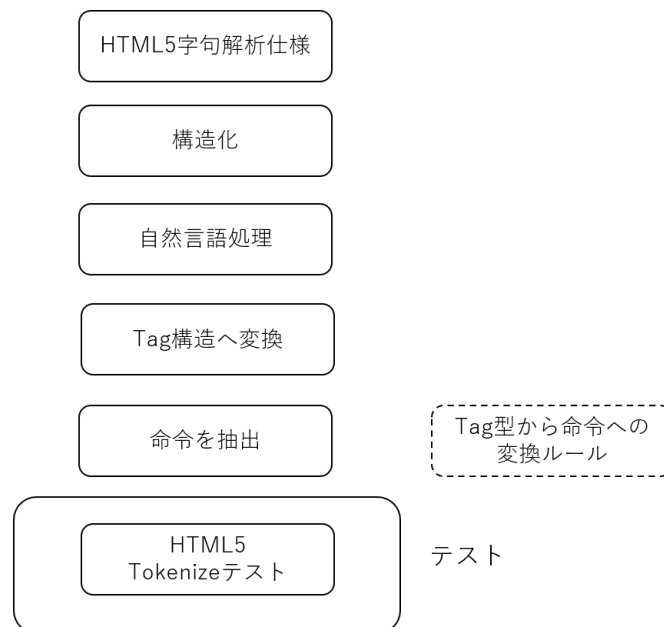 HTML5字句解析仕様
構造化
自然言語処理
Tag構造へ変換
命令を抽出
Tag型から命令への
変換ルール
HTML5
Tokenizeテスト
テスト